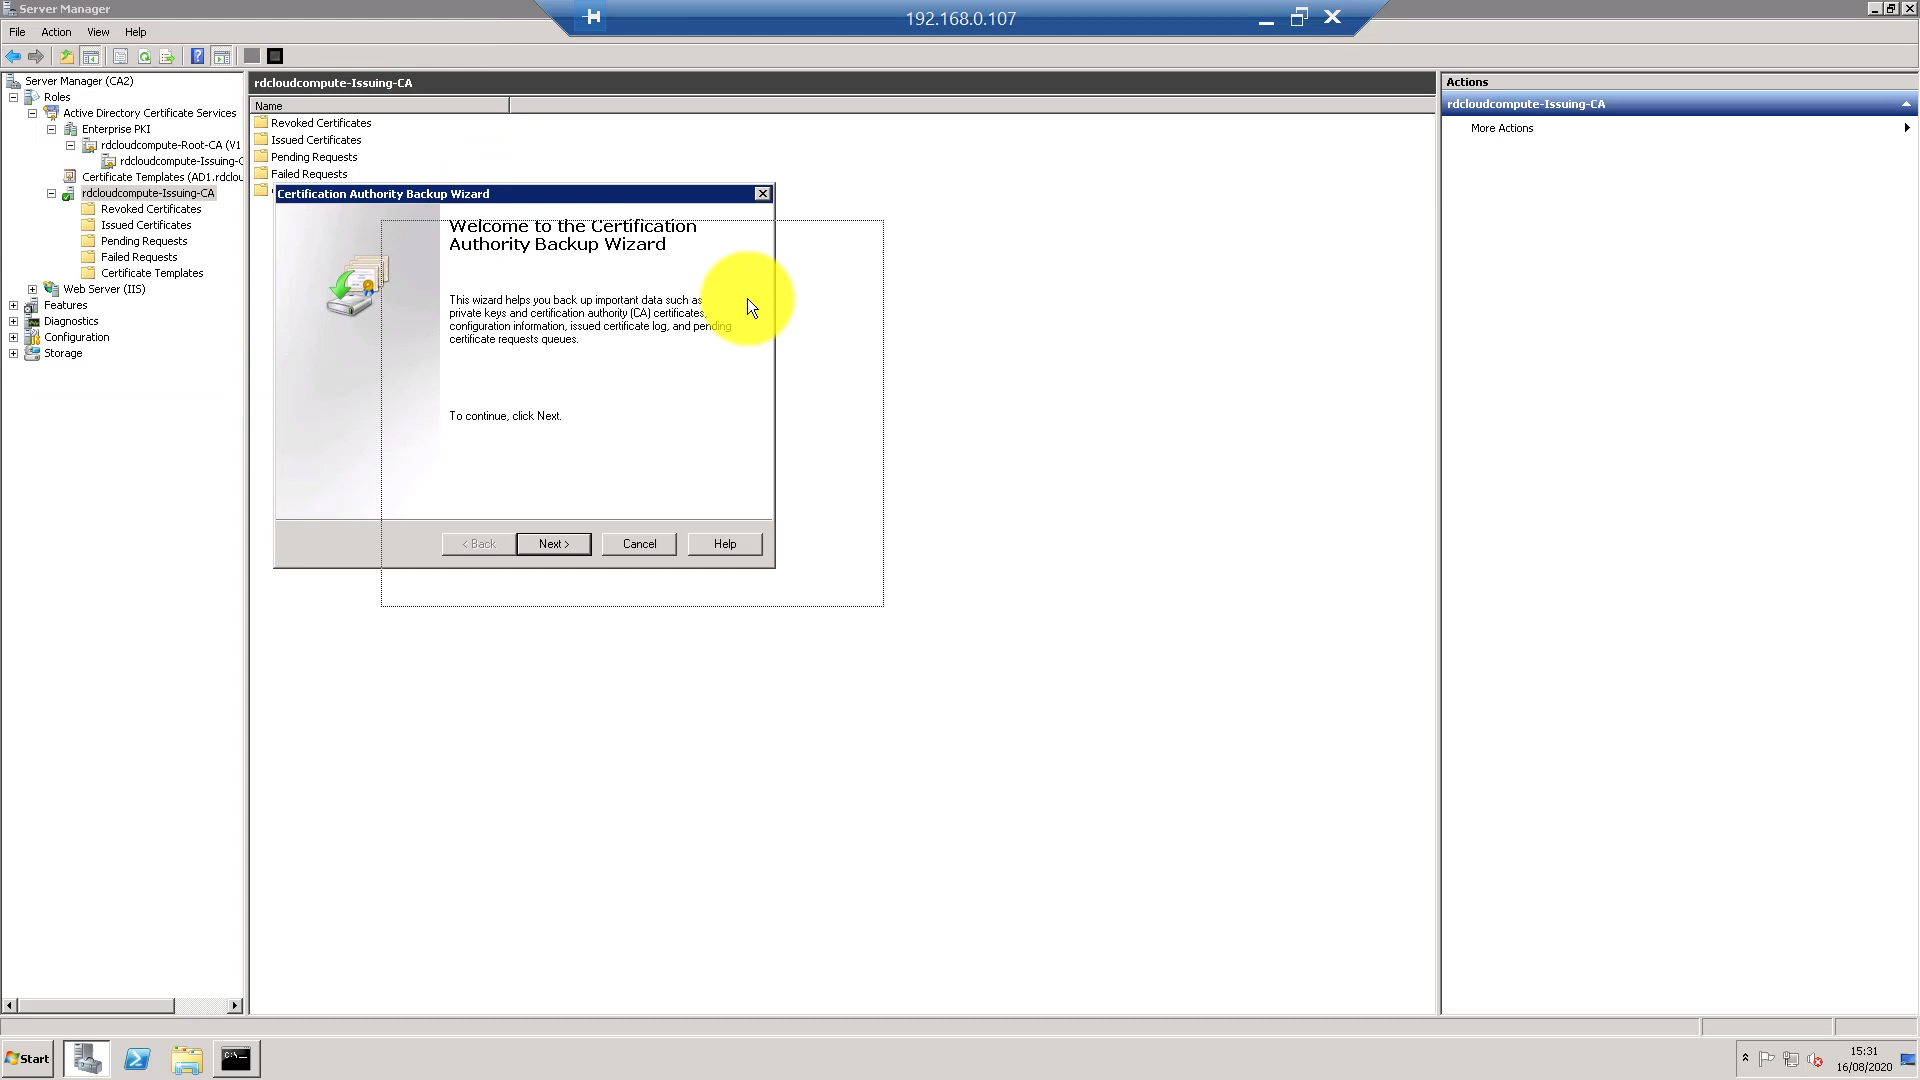 Server Manager
192.168.0.107
File Action View Help
Server Manager (CA2)
Roles
Active Directory Certificate Services
Enterprise PKI
rdcloudcompute-Root-CA (V1
rdcloudcompute-Issuing-C
Certificate Templates (AD1.rdclou
rdcloudcompute-Issuing-CA
Revoked Certificates
Issued Certificates
Pending Requests
Failed Requests
Certificate Templates
Web Server (IIS)
Features
Diagnostics
Configuration
Storage
rdcloudcompute-Issuing-CA
Name
Revoked Certificates
Issued Certificates
Pending Requests
Failed Requests
Certification Authority Backup Wizard
Welcome to the Certification
Authority Backup Wizard
This wizard helps you back up important data such as
private keys and certification authority (CA) certificates,
configuration information, issued certificate log, and pending
certificate requests queues.
To continue, click Next.
< Back
Next >
Cancel
Help
Actions
rdcloudcompute-Issuing-CA
More Actions
Start
C:\
15:31
16/08/2020